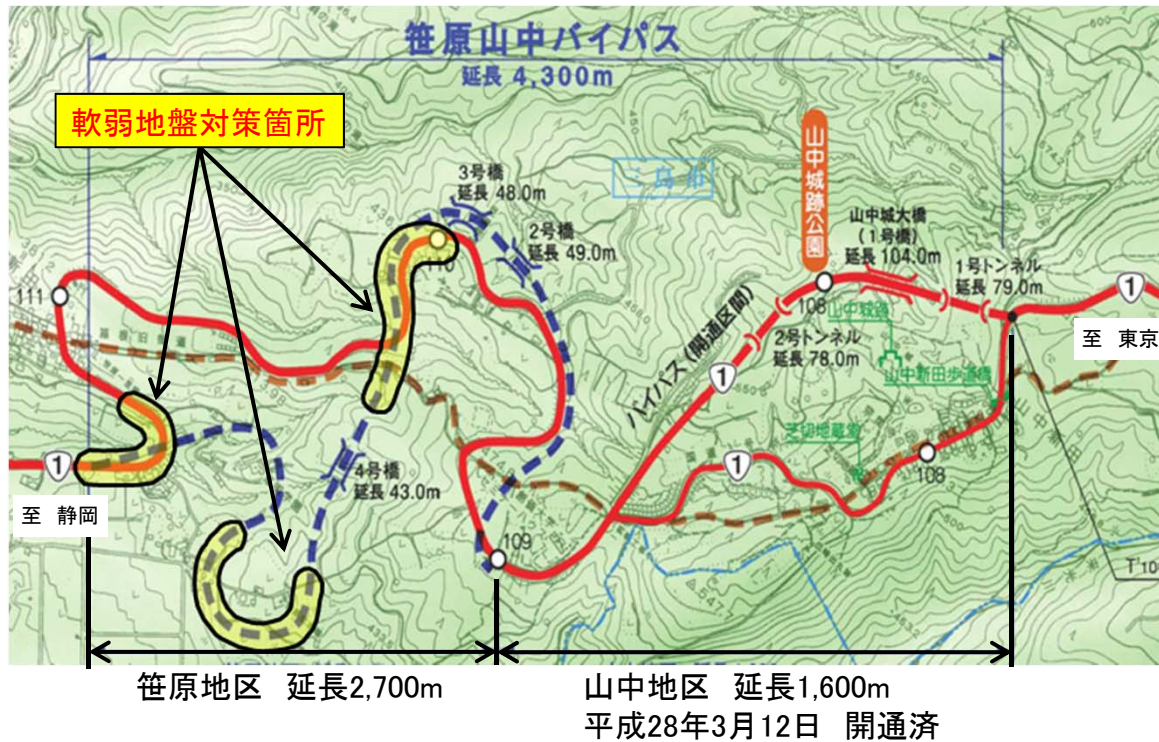 笹原山中バイパス
延長 4,300m
軟弱地盤対策箇所
3号橋
延長 48.0m
2号橋
延長 49.0m
三島市
山中城跡公園
山中城大橋
(1号橋)
延長 104.0m
1号トンネル
延長 79.0m
1
至 東京
111
110
108
山中城跡
2号トンネル
延長 78.0m
山中新田歩道橋
バイパス(開通区間)
1
1
芝切地蔵堂
108
1
至 静岡
4号橋
延長 43.0m
109
笹原地区 延長2,700m
山中地区 延長1,600m
平成28年3月12日 開通済